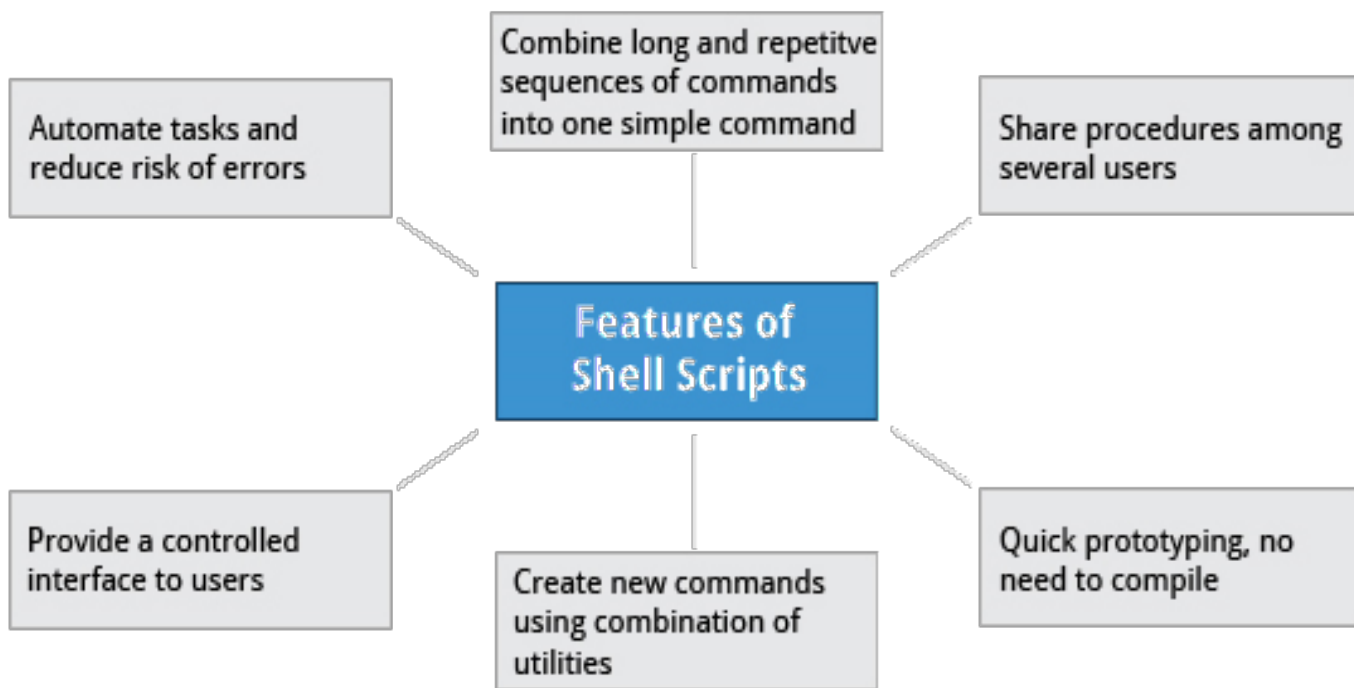 Combine long and repetitve
sequences of commands
into one simple command
Automate tasks and
reduce risk of errors
Share procedures among
several users
Features of
Shell Scripts
Provide a controlled
interface to users
Create new commands
using combination of
utilities
Quick prototyping, no
need to compile